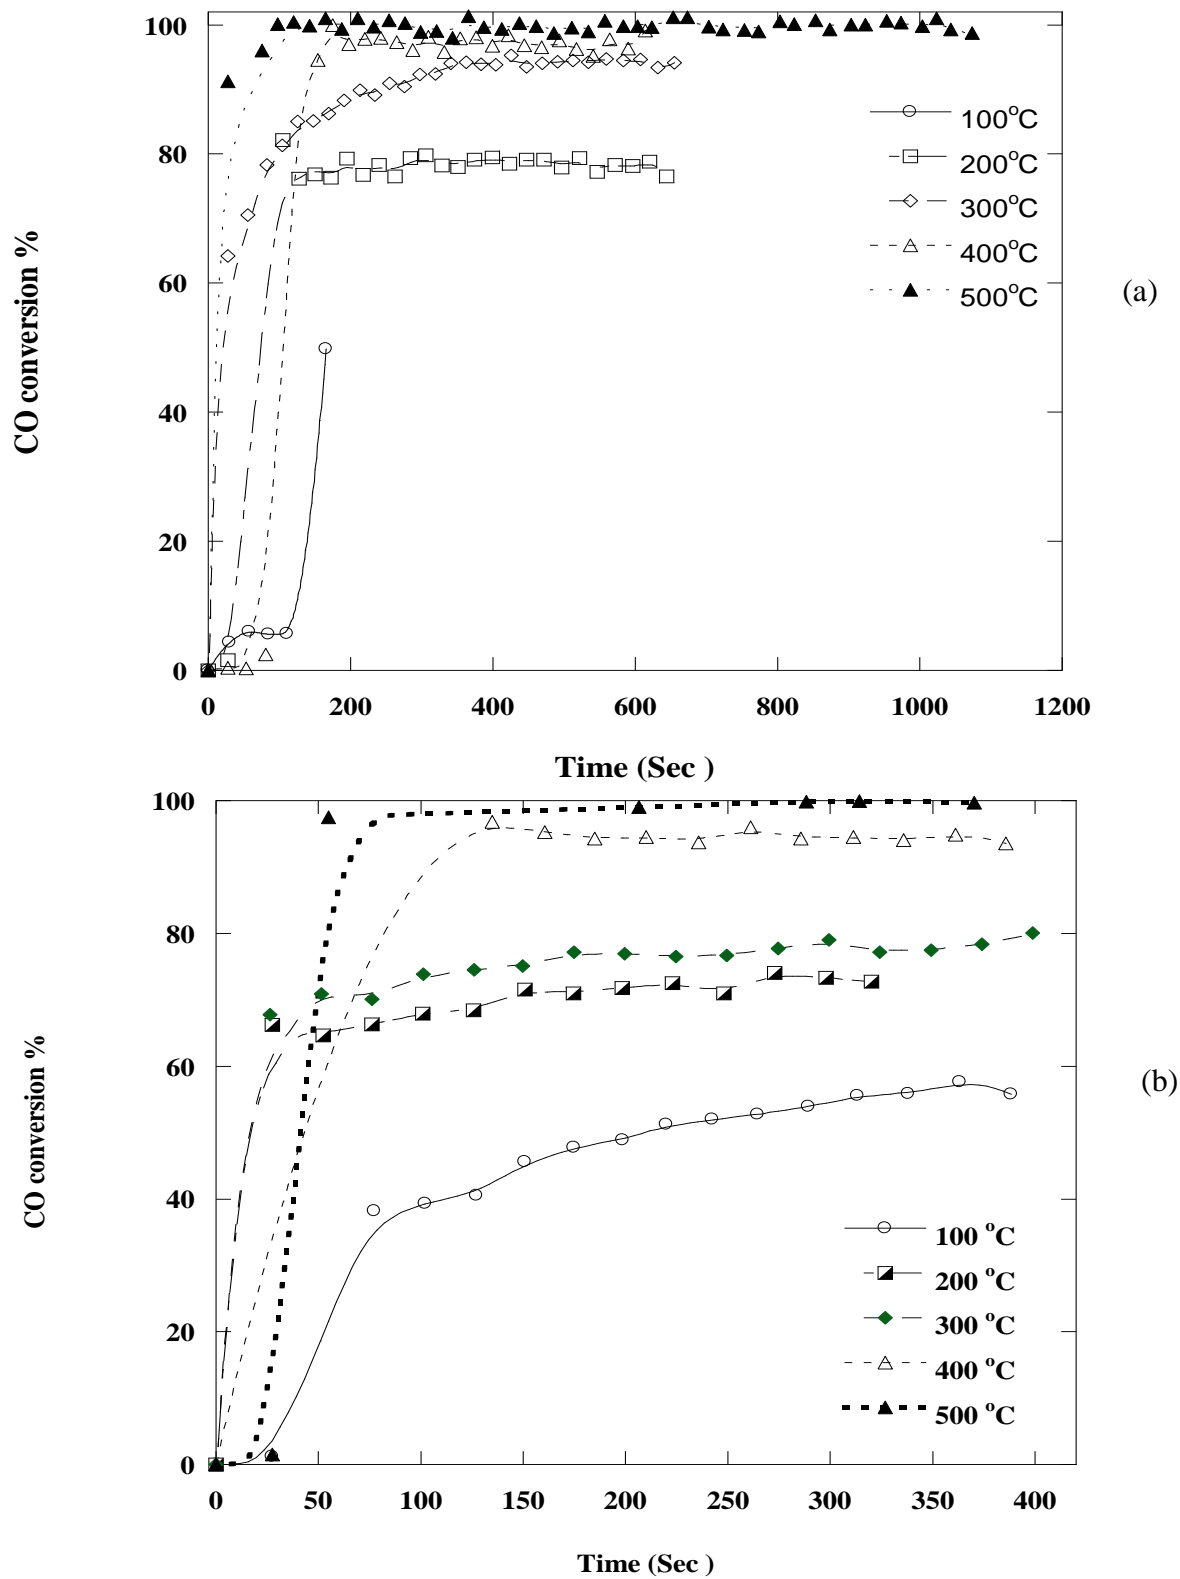 100
80
60
40
20
0
CO conversion %
0 200 400 600 800 1000 1200
Time (Sec )
100°C
200°C
300°C
400°C
500°C
(a)
100
80
60
40
20
0
CO conversion %
0 50 100 150 200 250 300 350 400
Time (Sec )
100 °C
200 °C
300 °C
400 °C
500 °C
(b)